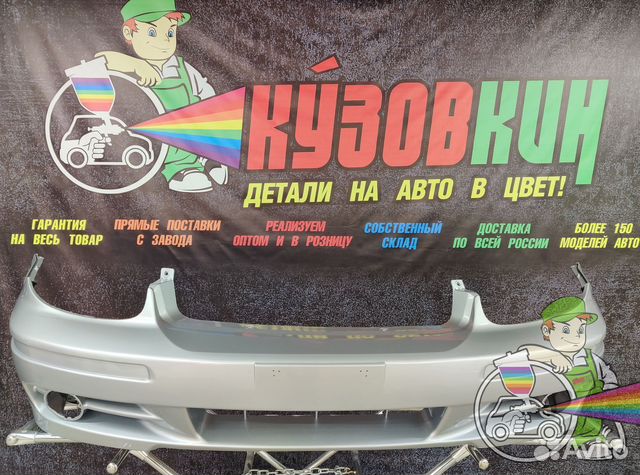 КУЗОВКИН
ДЕТАЛИ НА АВТО В ЦВЕТ!
ГАРАНТИЯ
НА ВЕСЬ ТОВАР
ПРЯМЫЕ ПОСТАВКИ
С ЗАВОДА
РЕАЛИЗУЕМ
ОПТОМ И В РОЗНИЦУ
СОБСТВЕННЫЙ
СКЛАД
ДОСТАВКА
ПО ВСЕЙ РОССИИ
БОЛЕЕ 150
МОДЕЛЕЙ АВТО
Avito